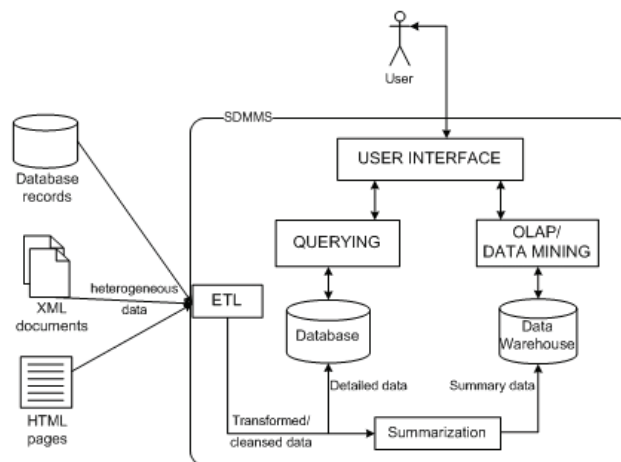 User
SDMMS
USER INTERFACE
Database
records
QUERYING
OLAP/
DATA MINING
heterogeneous
data
XML
documents
ETL
Database
Data
Warehouse
HTML
pages
Detailed data
Summary data
Transformed/
cleansed data
Summarization